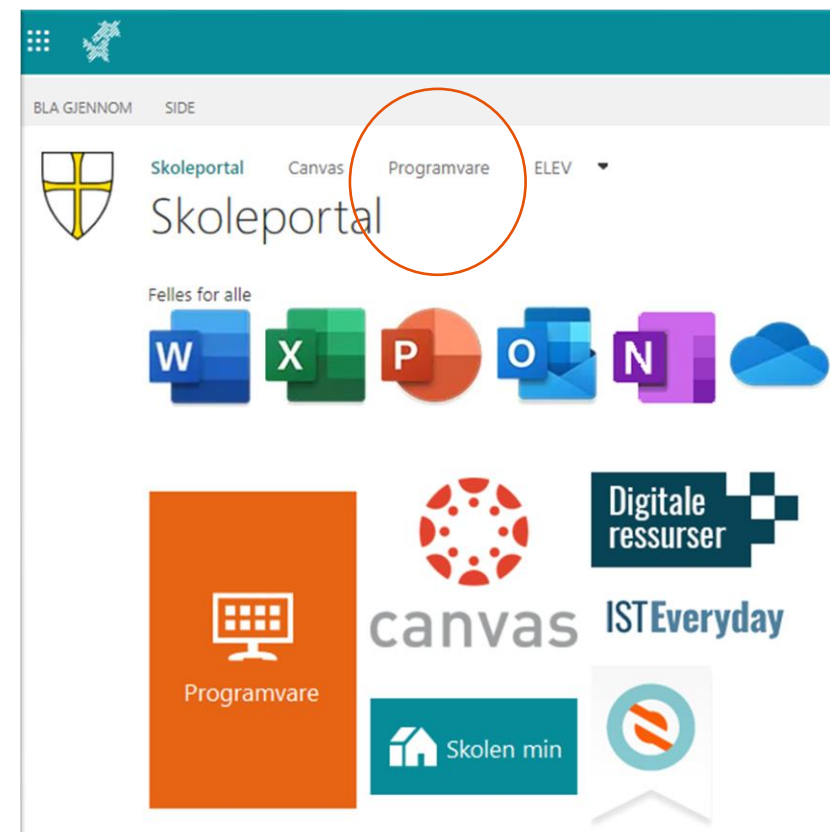 BLA GJENNOM SIDE
Skoleportal Canvas Programvare ELEV
Skoleportal
Felles for alle
W X P O N
Digitale
ressurser
canvas
ISTEveryday
Programvare
Skolen min